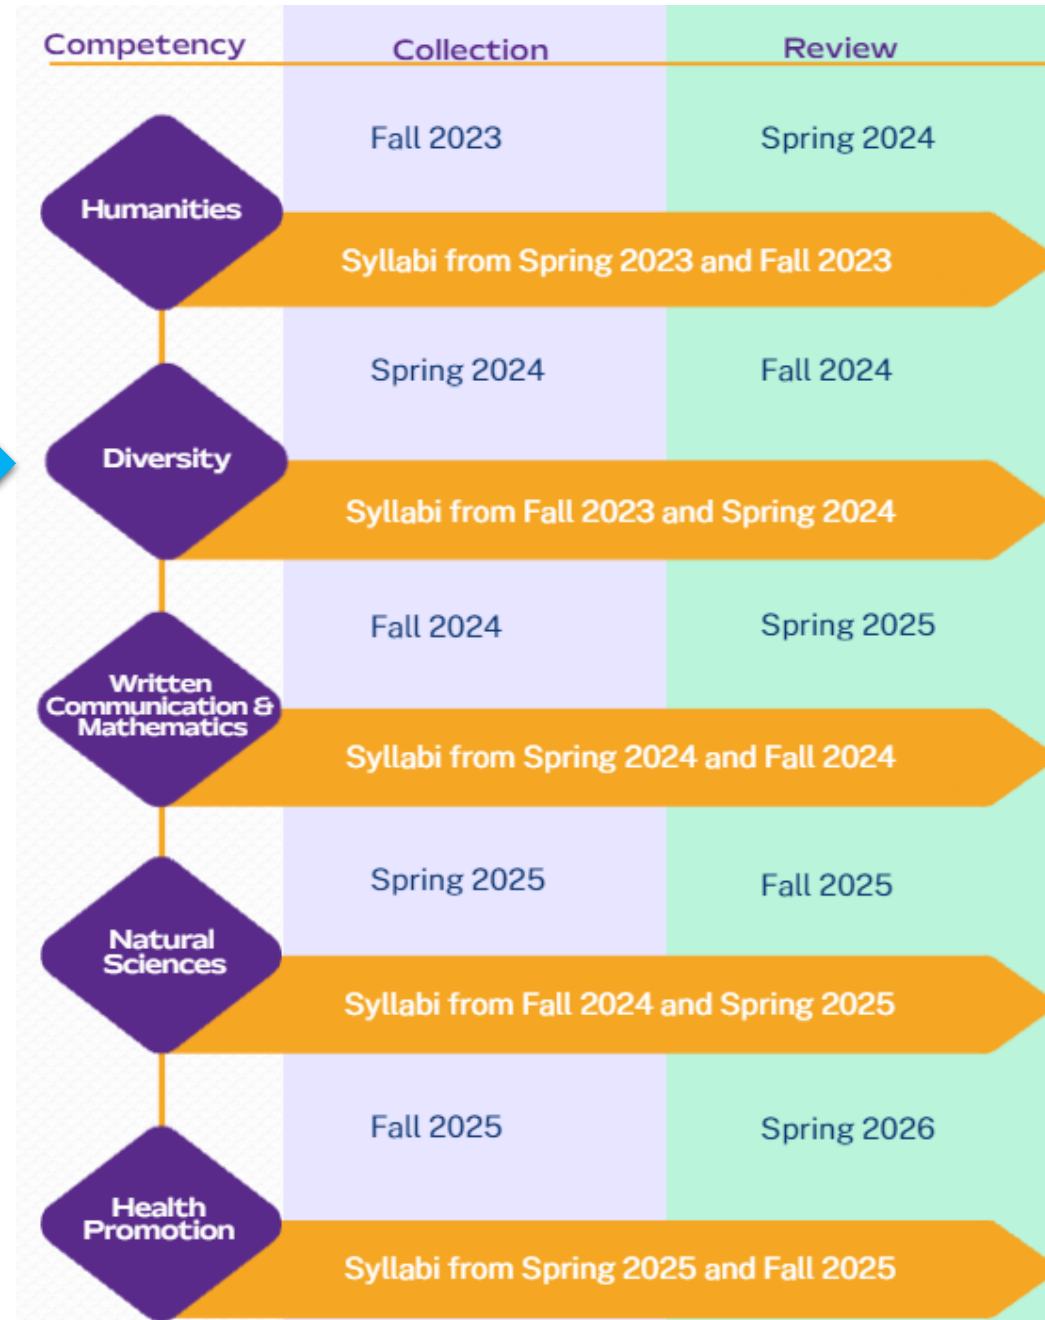 Competency Collection Review
Fall 2023 Spring 2024
Humanities
Syllabi from Spring 2023 and Fall 2023
Spring 2024 Fall 2024
Diversity
Syllabi from Fall 2023 and Spring 2024
Fall 2024 Spring 2025
Written
Communication &
Mathematics
Syllabi from Spring 2024 and Fall 2024
Spring 2025 Fall 2025
Natural
Sciences
Syllabi from Fall 2024 and Spring 2025
Fall 2025 Spring 2026
Health
Promotion
Syllabi from Spring 2025 and Fall 2025